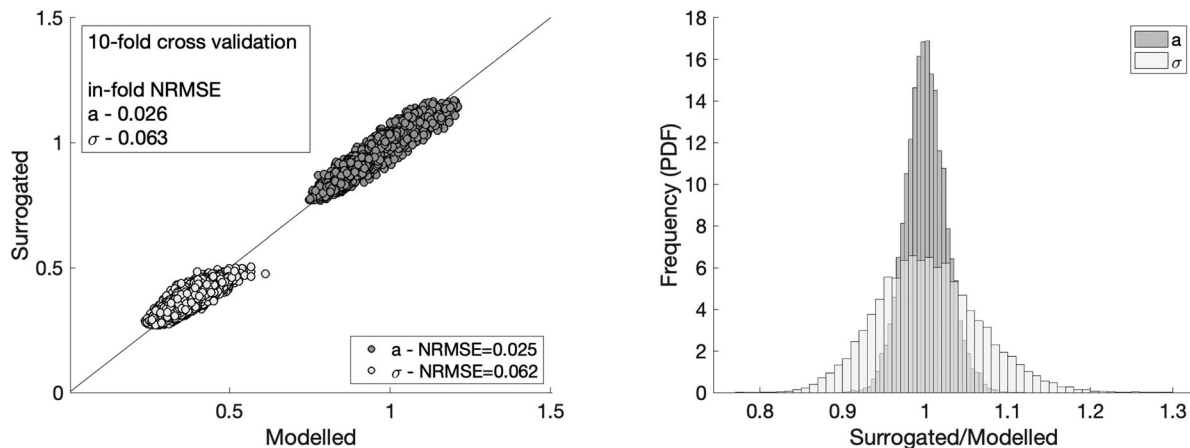 1.5
10-fold cross validation
in-fold NRMSE
a - 0.026
σ - 0.063
1
Surrogated
0.5
a - NRMSE=0.025
σ - NRMSE=0.062
0
0.5
1
1.5
Modelled
18
16
14
12
10
8
6
4
2
0
Frequency (PDF)
a
σ
0.8
0.9
1
1.1
1.2
1.3
Surrogated/Modelled